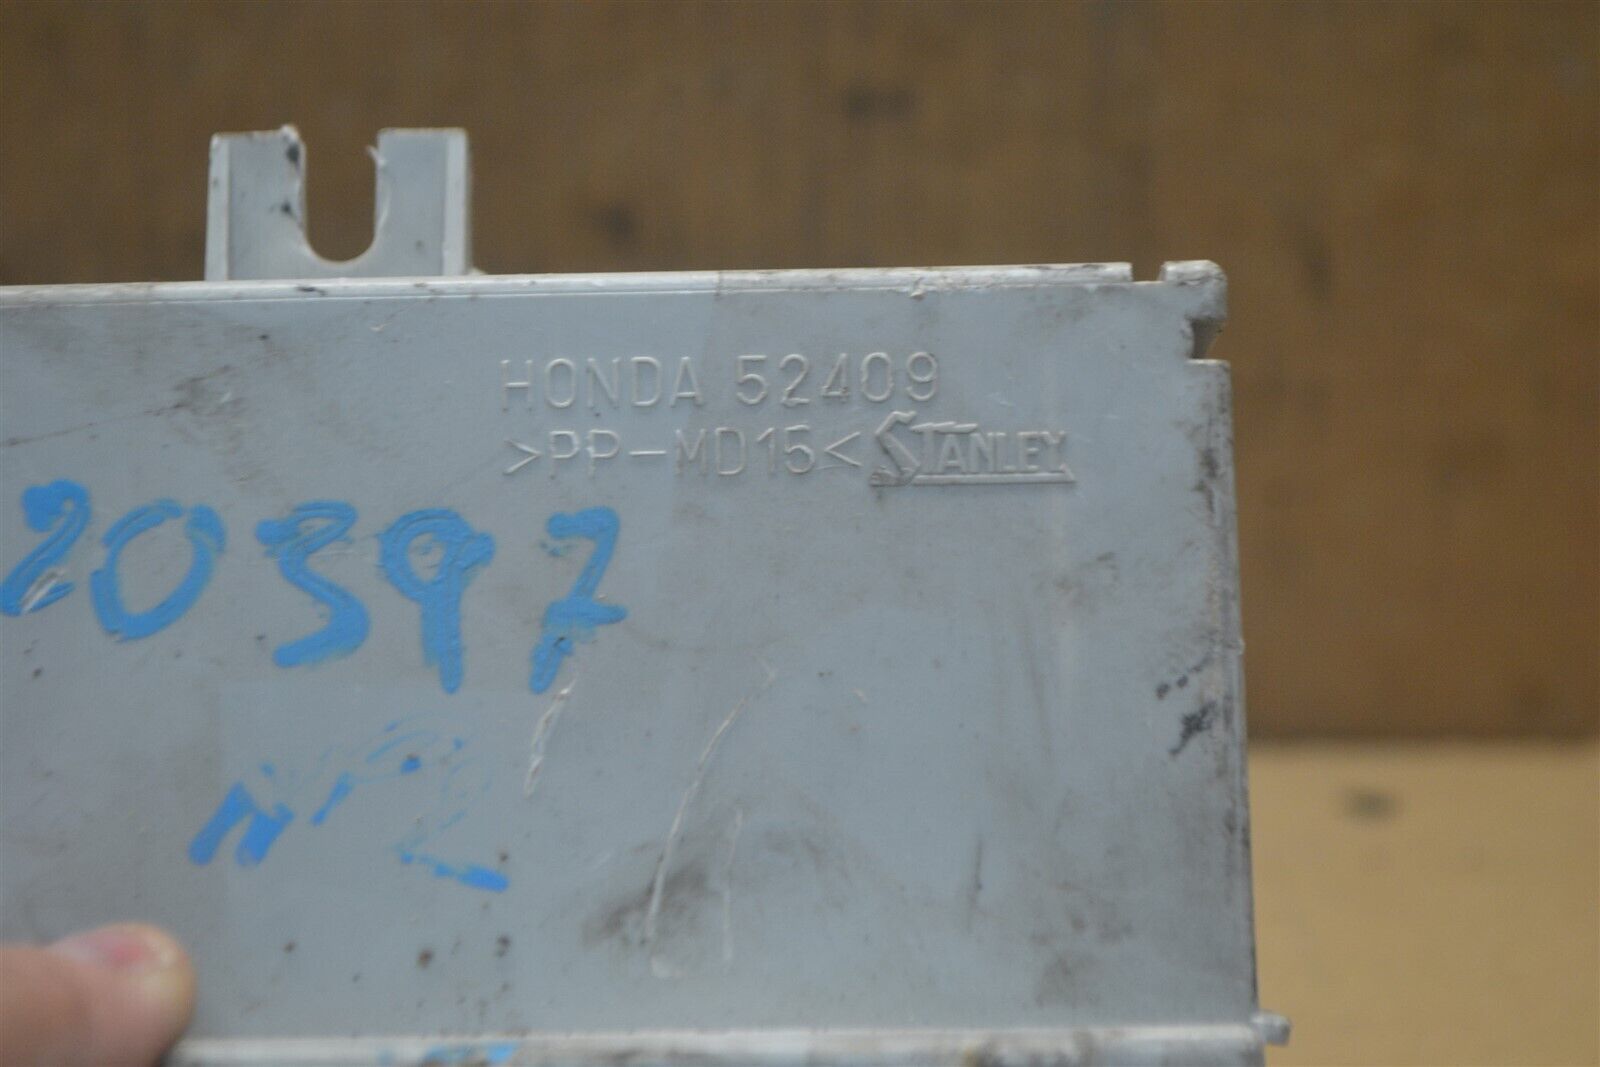 HONDA 52409
>PP-MD15< STANLEY
20397